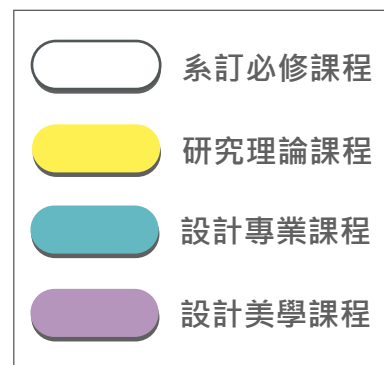 系訂必修課程
研究理論課程
設計專業課程
設計美學課程